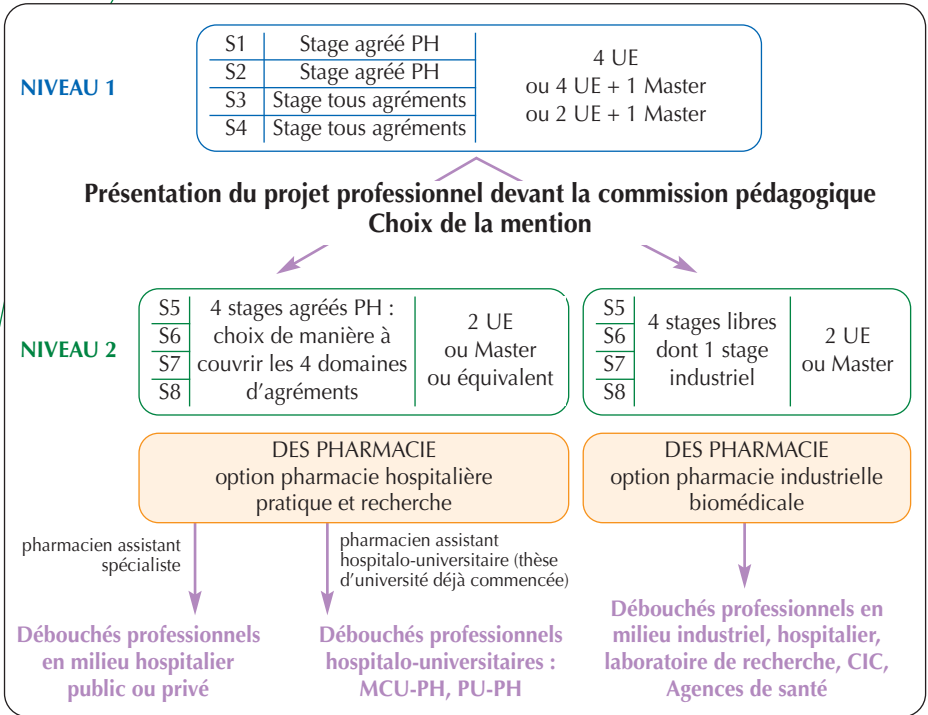 NIVEAU 1
S1 Stage agréé PH
S2 Stage agréé PH
S3 Stage tous agréments
S4 Stage tous agréments
4 UE
ou 4 UE + 1 Master
ou 2 UE + 1 Master
Présentation du projet professionnel devant la commission pédagogique
Choix de la mention
NIVEAU 2
S5
S6
S7
S8
4 stages agréés PH :
choix de manière à
couvrir les 4 domaines
d'agréments
2 UE
ou Master
ou équivalent
S5
S6
S7
S8
4 stages libres
dont 1 stage
industriel
2 UE
ou Master
DES PHARMACIE
option pharmacie hospitalière
pratique et recherche
DES PHARMACIE
option pharmacie industrielle
biomédicale
pharmacien assistant
spécialiste
pharmacien assistant
hospitalo-universitaire (thèse
d'université déjà commencée)
Débouchés professionnels
en milieu hospitalier
public ou privé
Débouchés professionnels
hospitalo-universitaires :
MCU-PH, PU-PH
Débouchés professionnels en
milieu industriel, hospitalier,
laboratoire de recherche, CIC,
Agences de santé